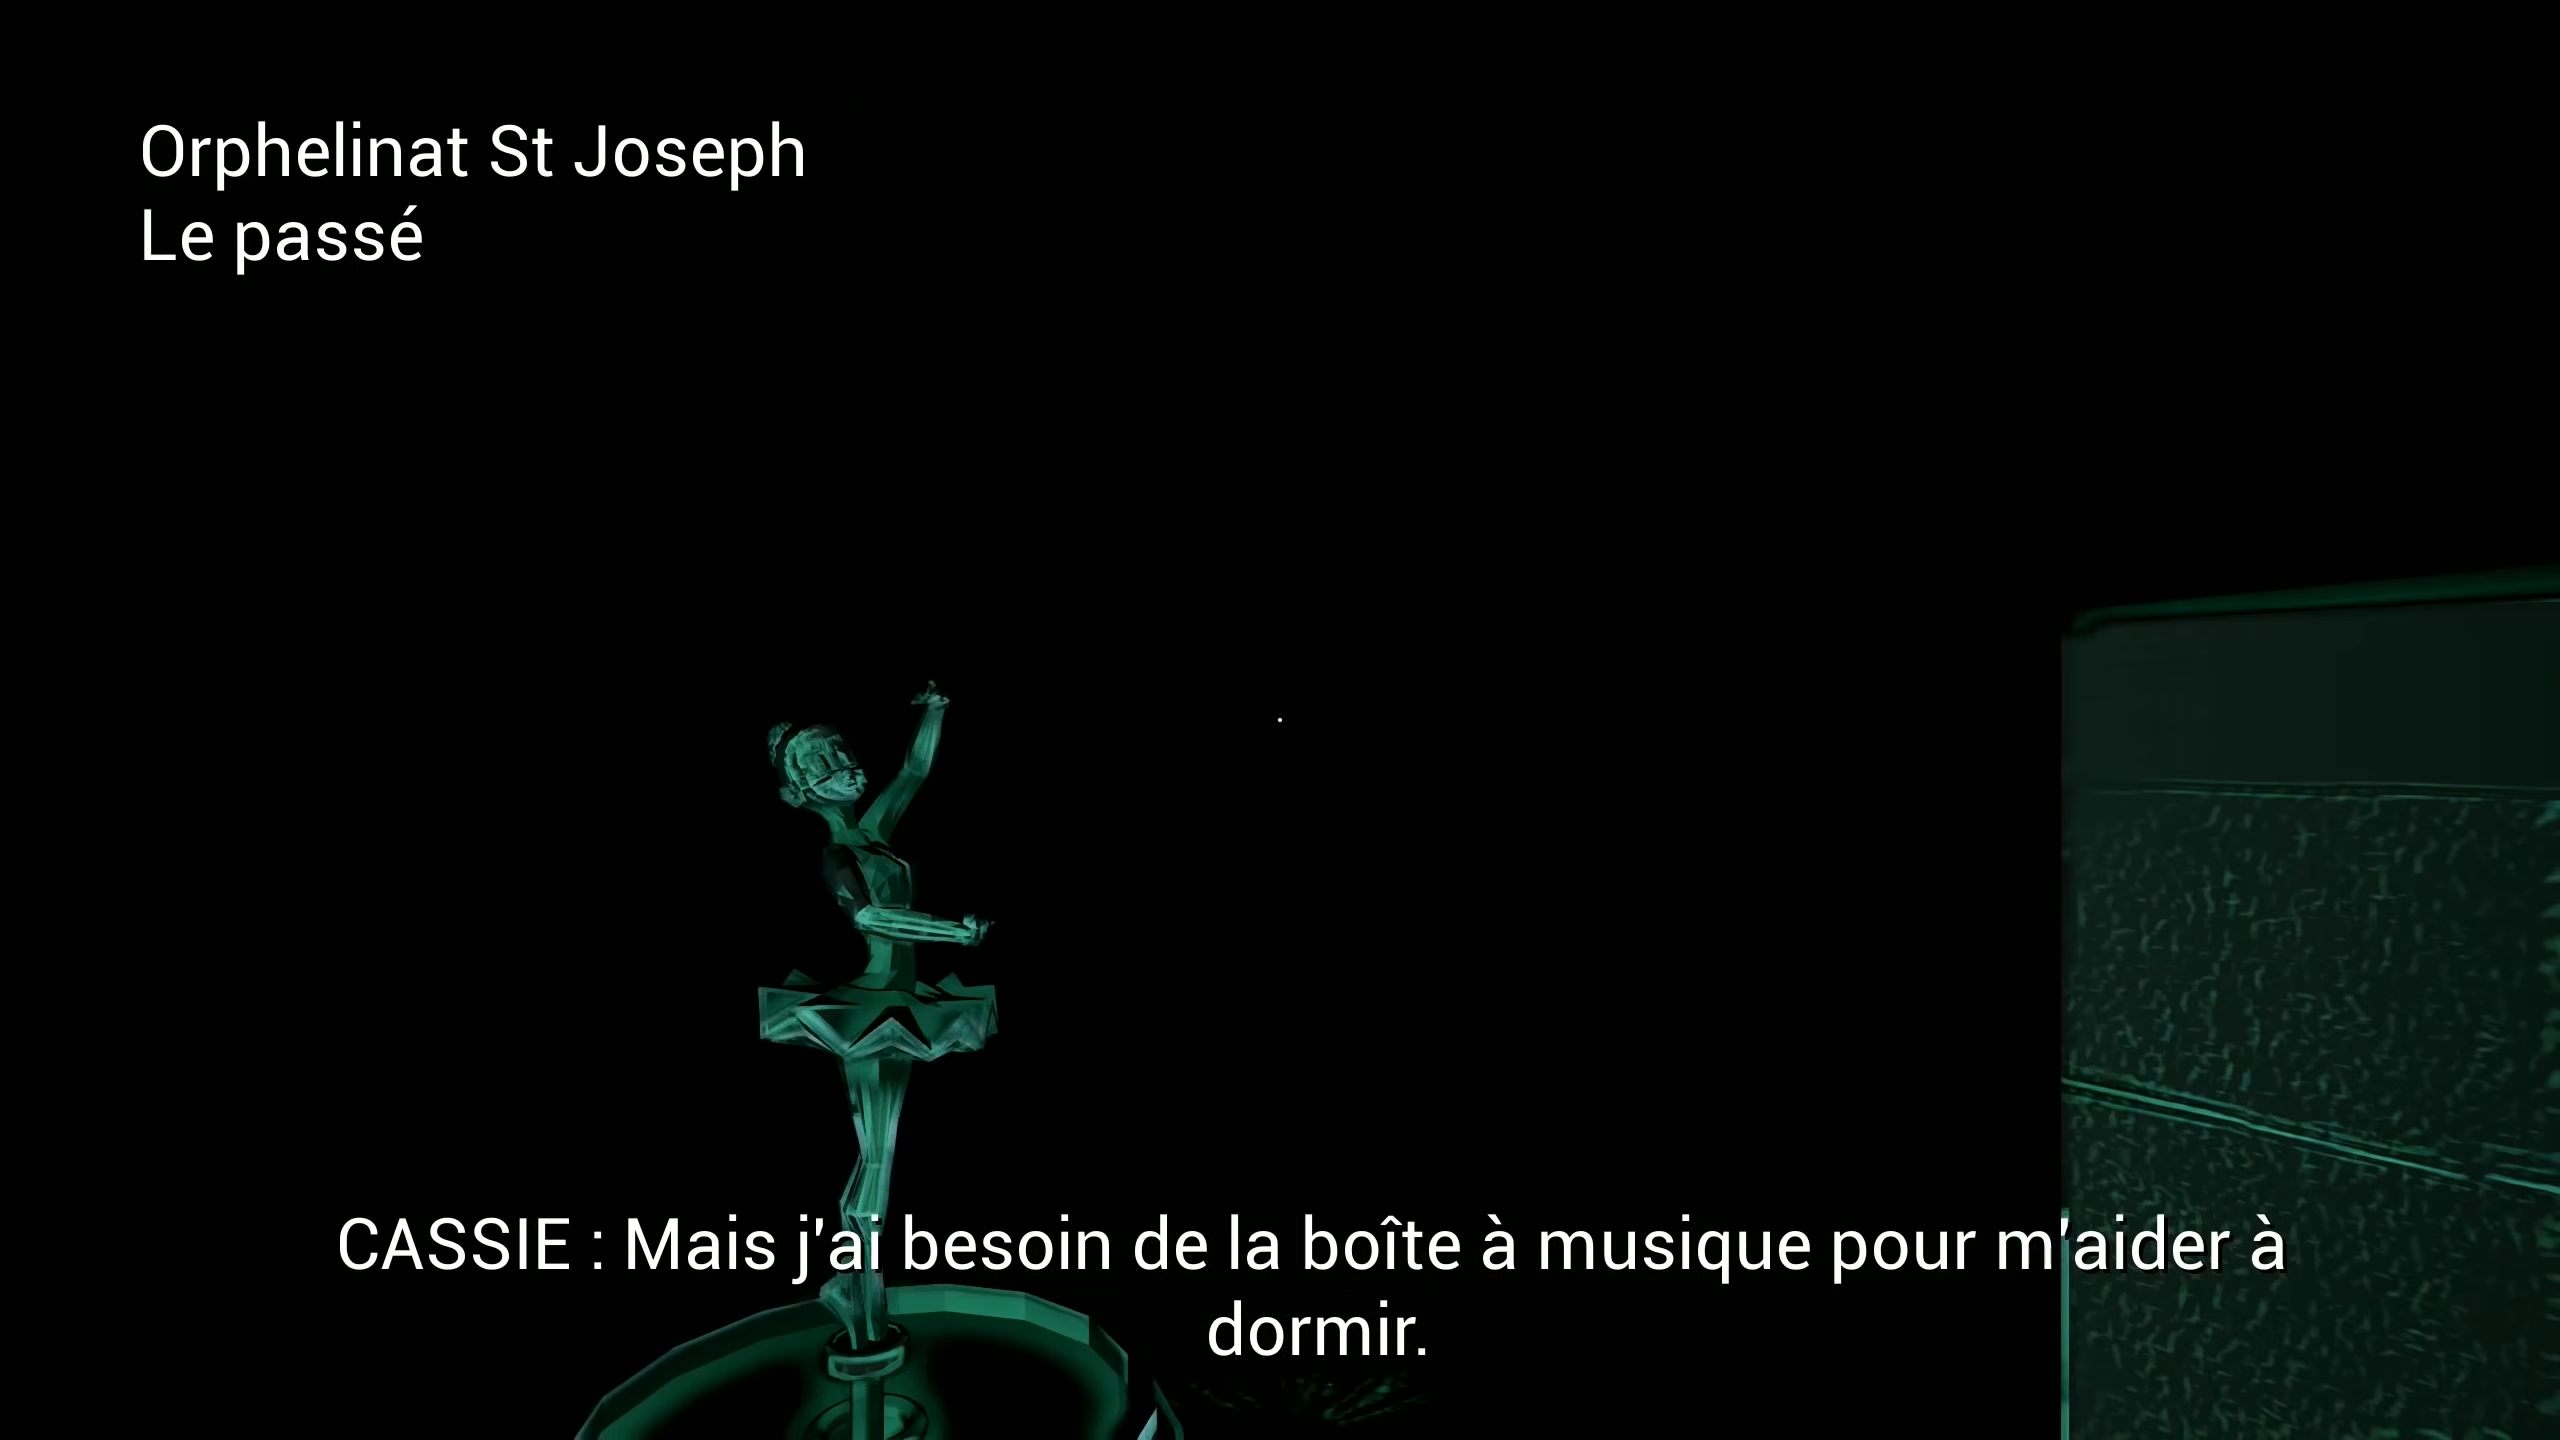 Orphelinat St Joseph
Le passé
CASSIE : Mais j'ai besoin de la boîte à musique pour m'aider à
dormir.